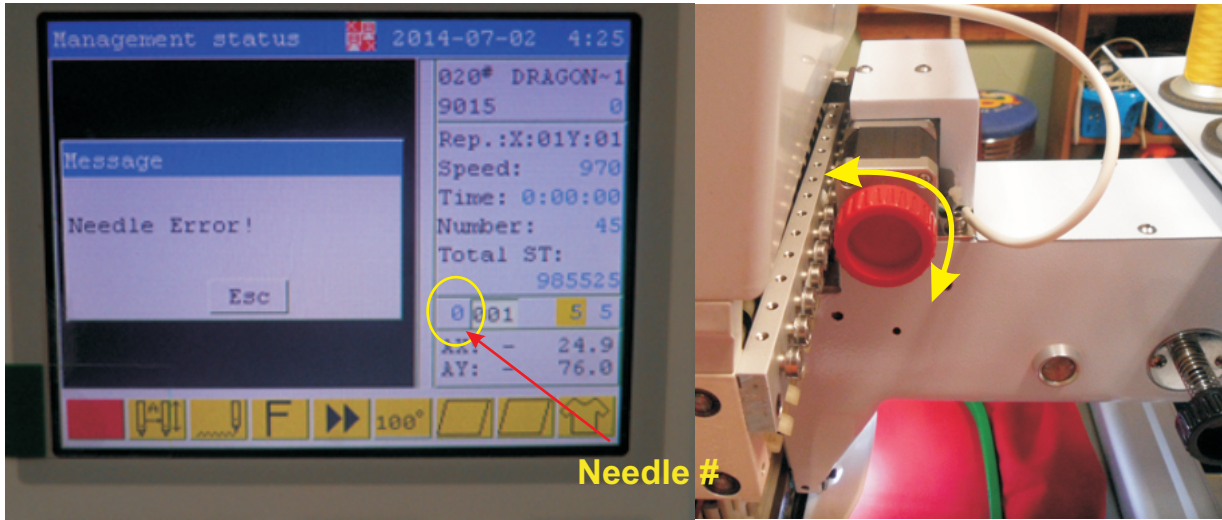 Management status 2014-07-02 4:25
020# DRAGON~1
9015 0
Rep.:X:01Y:01
Speed: 970
Time: 0:00:00
Number: 45
Total ST:
985525
0 001 5 5
AX: - 24.9
AY: - 76.0
Message
Needle Error!
Esc
F 100°
Needle #